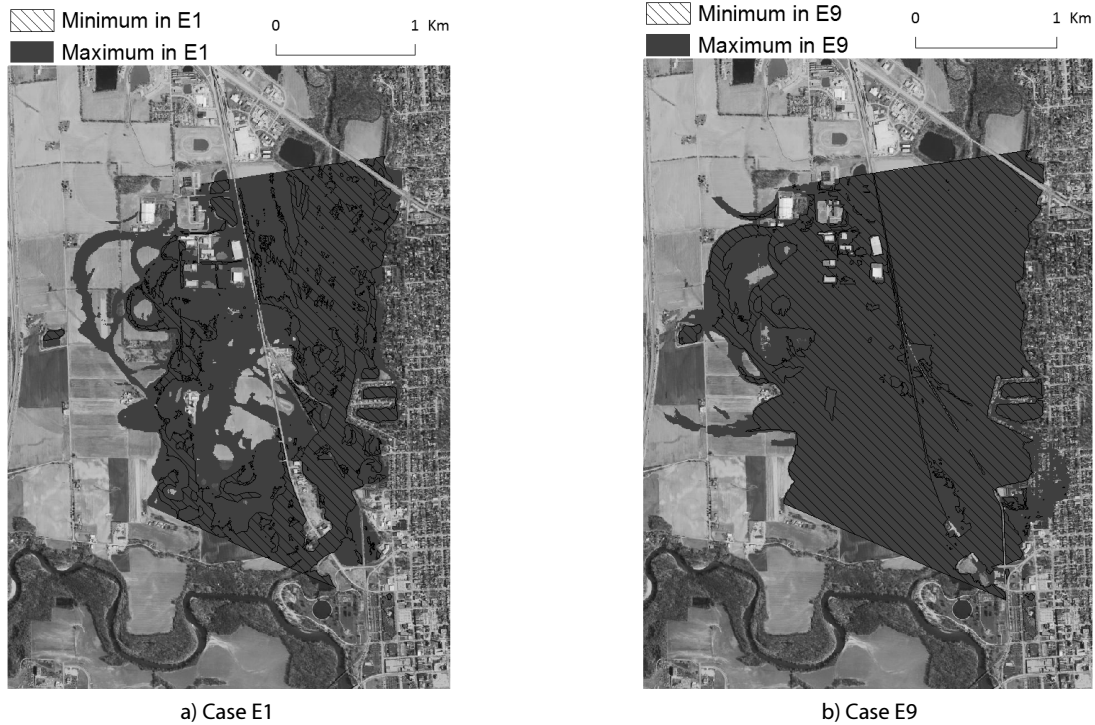 Minimum in E1
Maximum in E1
0 1 Km
Minimum in E9
Maximum in E9
0 1 Km
a) Case E1
b) Case E9